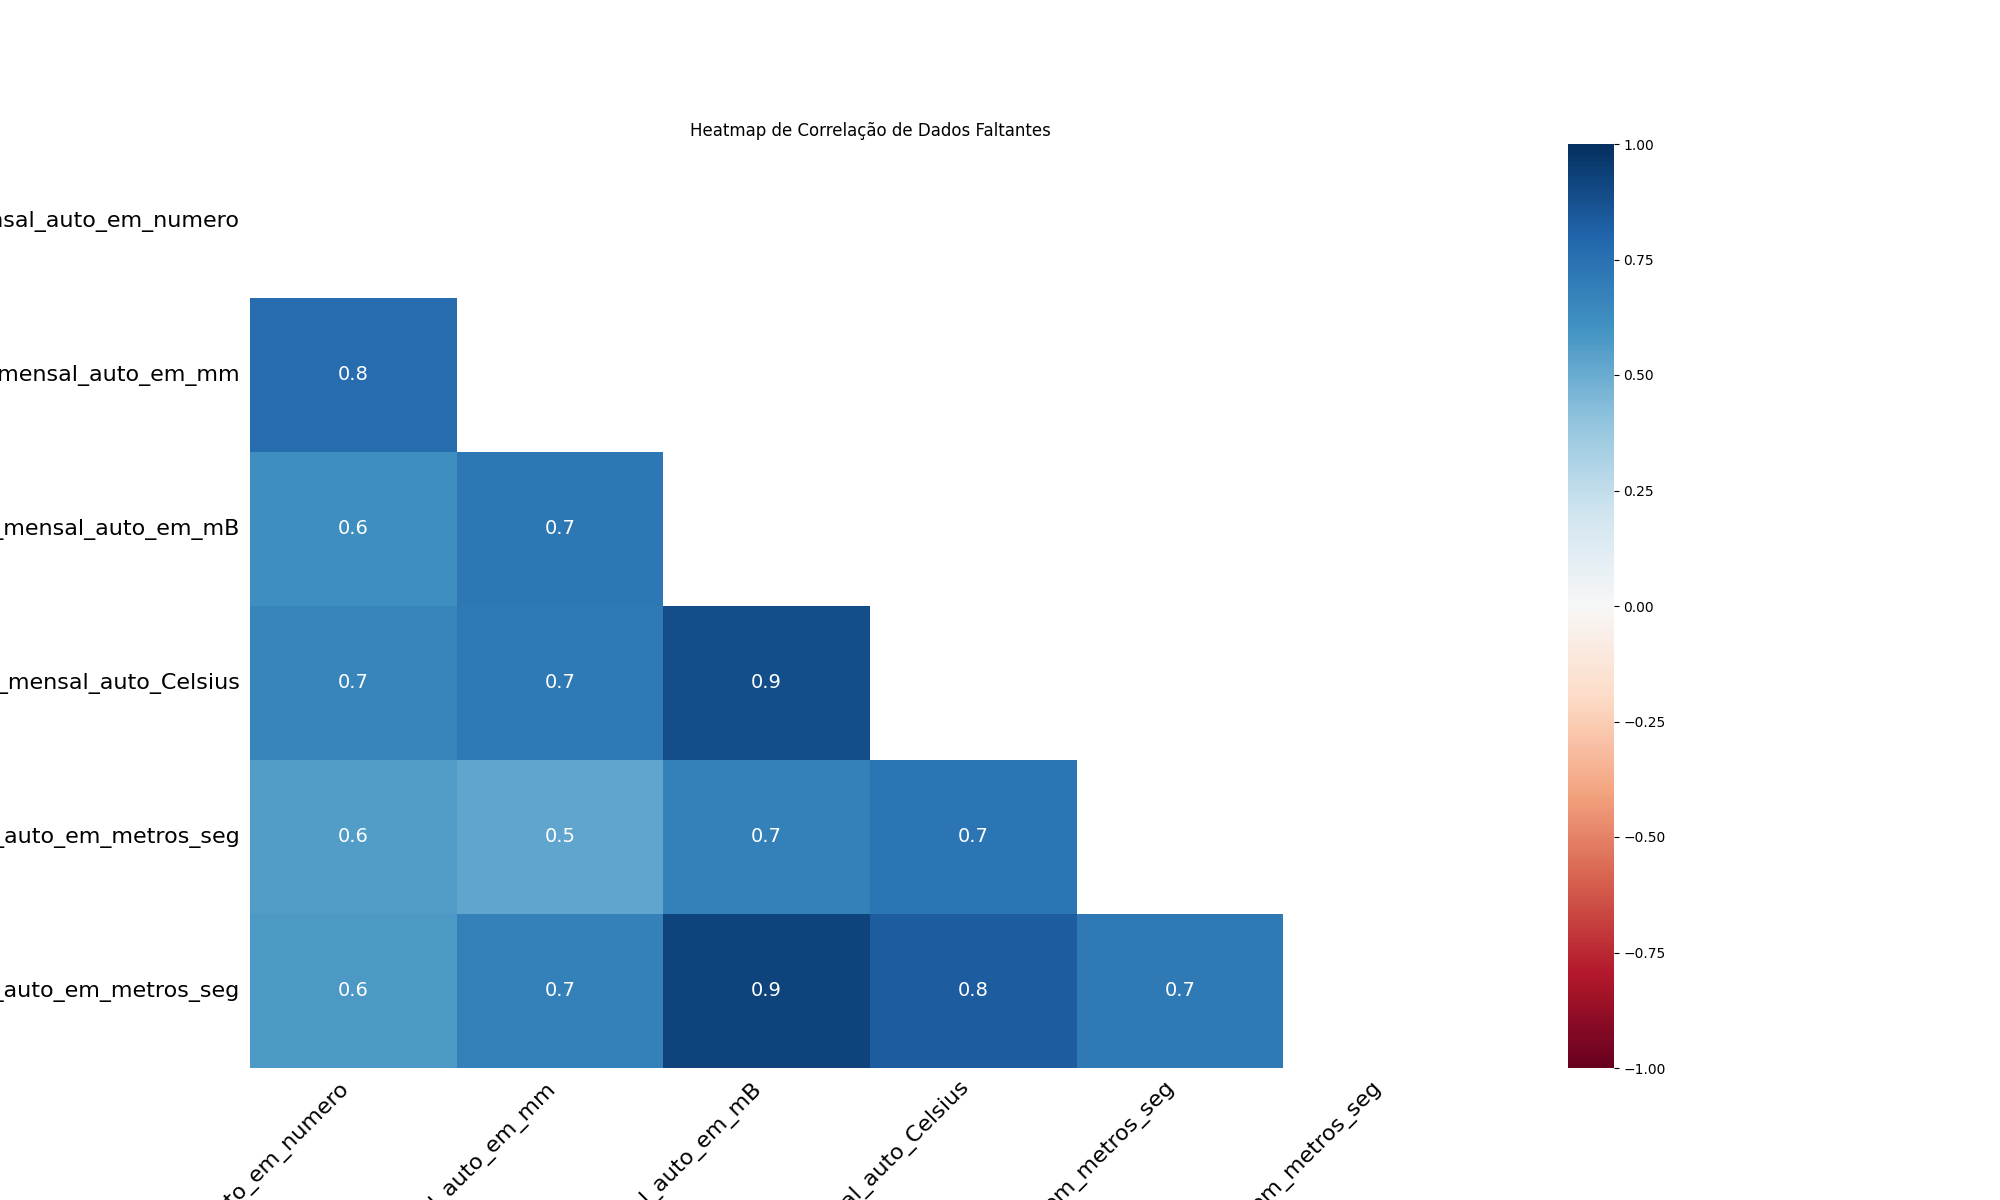 Heatmap de Correlação de Dados Faltantes
1.00
nsal_auto_em_numero
0.75
mensal_auto_em_mm
0.8
0.50
_mensal_auto_em_mB
0.6
0.7
0.25
0.00
_mensal_auto_Celsius
0.7
0.7
0.9
−0.25
_auto_em_metros_seg
0.6
0.5
0.7
0.7
−0.50
−0.75
_auto_em_metros_seg
0.6
0.7
0.9
0.8
0.7
−1.00
to_em_numero
l_auto_em_mm
l_auto_em_mB
al_auto_Celsius
em_metros_seg
em_metros_seg